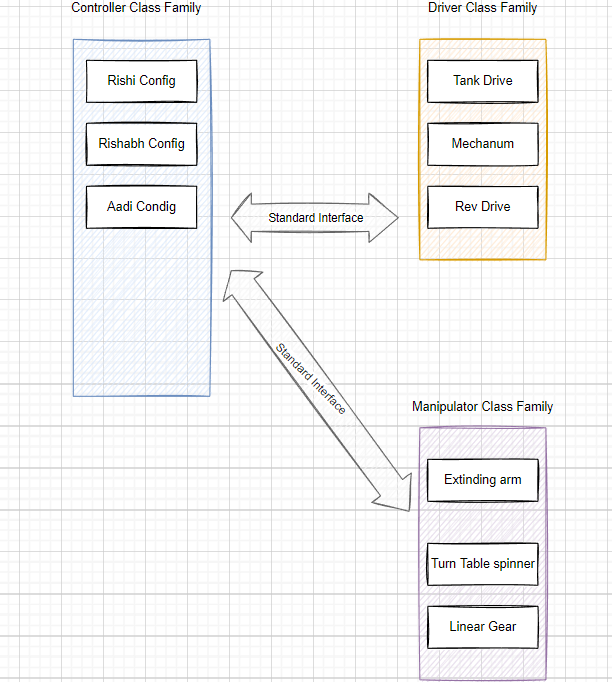 Controller Class Family
Driver Class Family
Rishi Config
Rishabh Config
Aadi Condig
Tank Drive
Mechanum
Rev Drive
Standard Interface
Standard Interface
Manipulator Class Family
Extinding arm
Turn Table spinner
Linear Gear